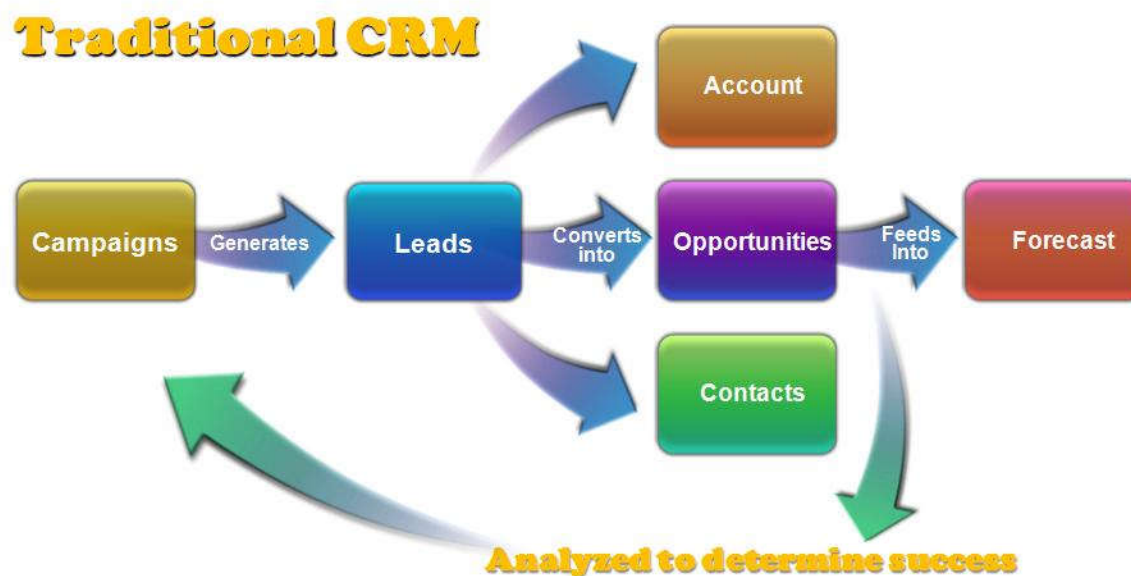 Traditional CRM
Account
Campaigns
Generates
Leads
Converts
into
Opportunities
Feeds
Into
Forecast
Contacts
Analyzed to determine success